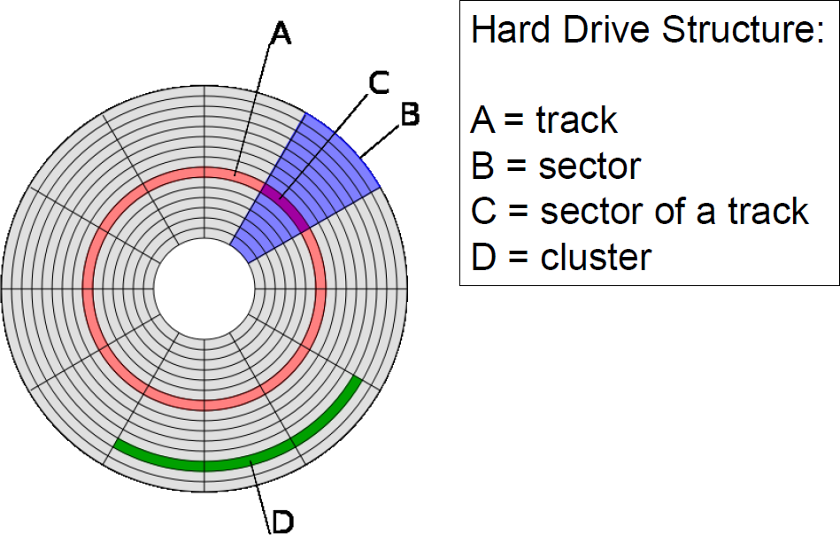 A
C
B
D
Hard Drive Structure:
A = track
B = sector
C = sector of a track
D = cluster